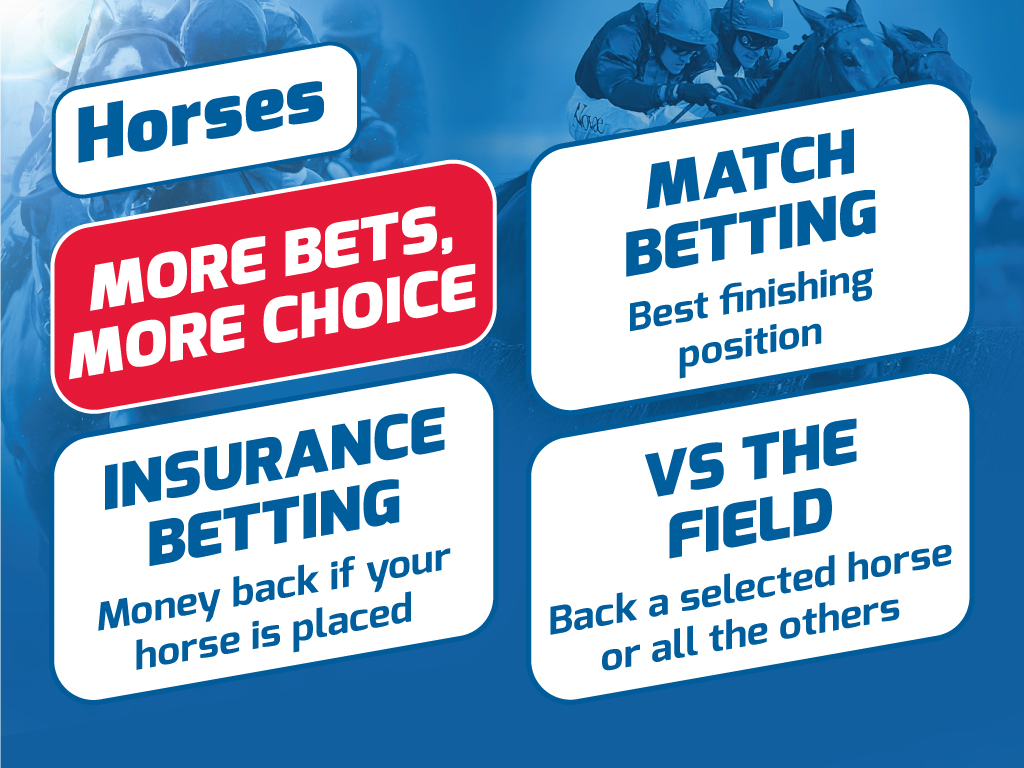 Horses
MORE BETS,
MORE CHOICE
INSURANCE
BETTING
Money back if your
horse is placed
MATCH
BETTING
Best finishing
position
VS THE
FIELD
Back a selected horse
or all the others